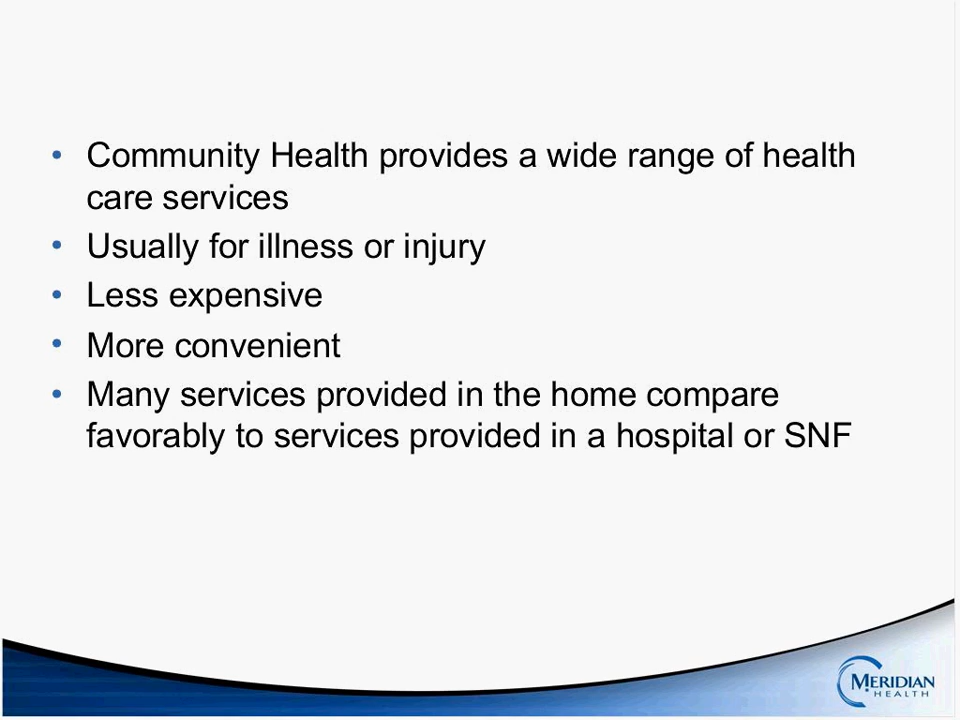 • Community Health provides a wide range of health
care services
• Usually for illness or injury
• Less expensive
• More convenient
• Many services provided in the home compare
favorably to services provided in a hospital or SNF
MERIDIAN
HEALTH